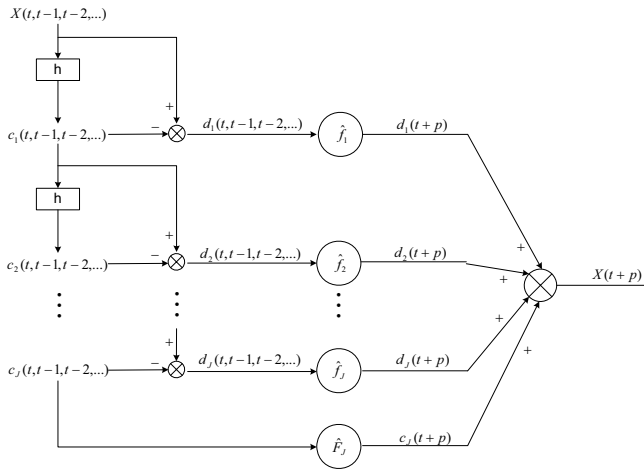 X(t,t−1,t−2,...)
h
+
c₁(t,t−1,t−2,...) − d₁(t,t−1,t−2,...) f̂₁ d₁(t+p)
h
+
+
c₂(t,t−1,t−2,...) − d₂(t,t−1,t−2,...) f̂₂ d₂(t+p) + X(t+p)
+
+
+
c_J(t,t−1,t−2,...) − d_J(t,t−1,t−2,...) f̂_J d_J(t+p)
F̂_J c_J(t+p)